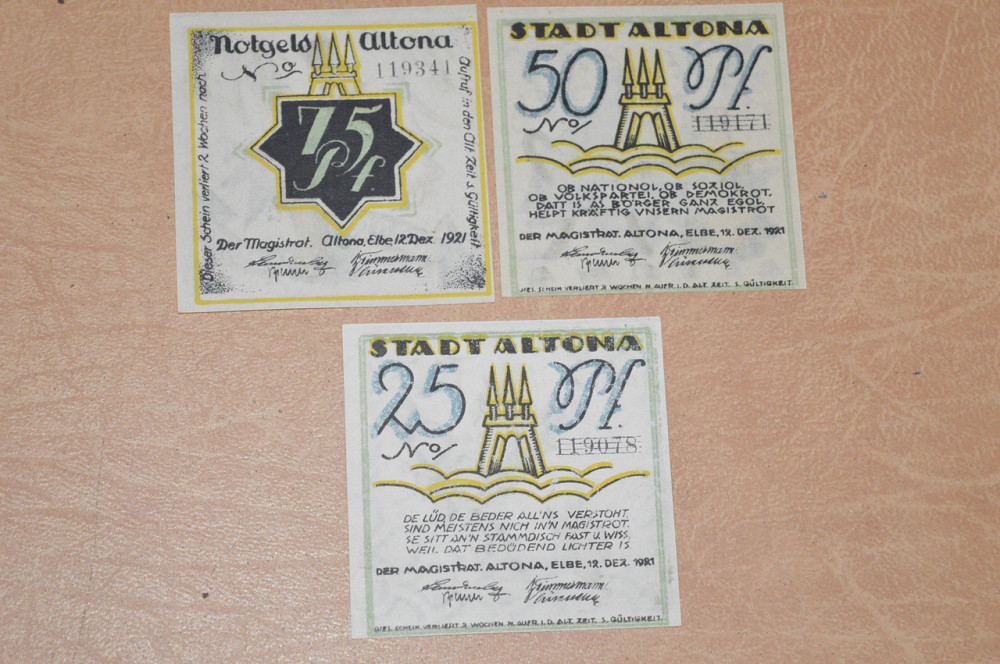 Notgeld Altona
No 119341
75
Pf
Dieser Schein verliert 2 Wochen nach
Aufruf in den Alt. Zeit. s. Gültigkeit
Der Magistrat. Altona, Elbe 12. Dez. 1921
STADT ALTONA
50 Pf.
No 119171
OB NATIONOL, OB SOZIOL,
OB VOLKSPARTEI, OB DEMOKROT,
DATT IS AS BÖRGER GANZ EGOL,
HELPT KRÄFTIG UNSERN MAGISTROT
DER MAGISTRAT. ALTONA, ELBE, 12. DEZ. 1921
DIES. SCHEIN VERLIERT 2 WOCHEN N. AUFR. I. D. ALT. ZEIT. S. GÜLTIGKEIT.
STADT ALTONA
25 Pf.
No 119078
DE LÜD, DE BEDER ALL'NS VERSTOHT,
SIND MEISTENS NICH IN'N MAGISTROT.
SE SITT AN'N STAMMDISCH FAST U. WISS,
WEIL DAT BEDÜDEND LICHTER IS.
DER MAGISTRAT. ALTONA, ELBE, 12. DEZ. 1921
DIES. SCHEIN VERLIERT 2 WOCHEN N. AUFR. I. D. ALT. ZEIT. S. GÜLTIGKEIT.